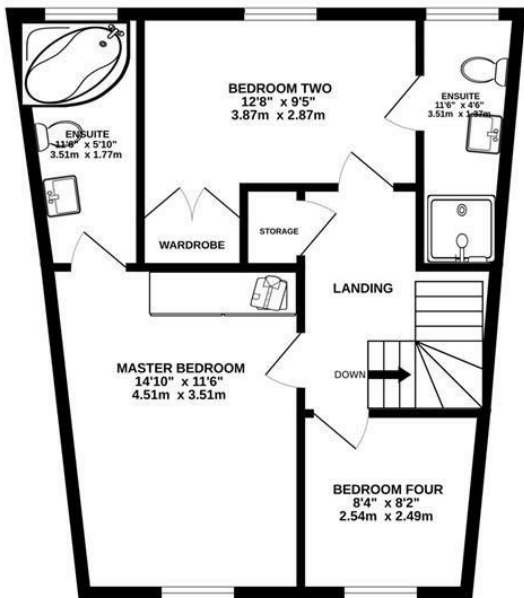 BEDROOM TWO
12'8" x 9'5"
3.87m x 2.87m
ENSUITE
11'6" x 4'6"
3.51m x 1.37m
ENSUITE
11'6" x 5'10"
3.51m x 1.77m
WARDROBE
STORAGE
LANDING
MASTER BEDROOM
14'10" x 11'6"
4.51m x 3.51m
DOWN
BEDROOM FOUR
8'4" x 8'2"
2.54m x 2.49m